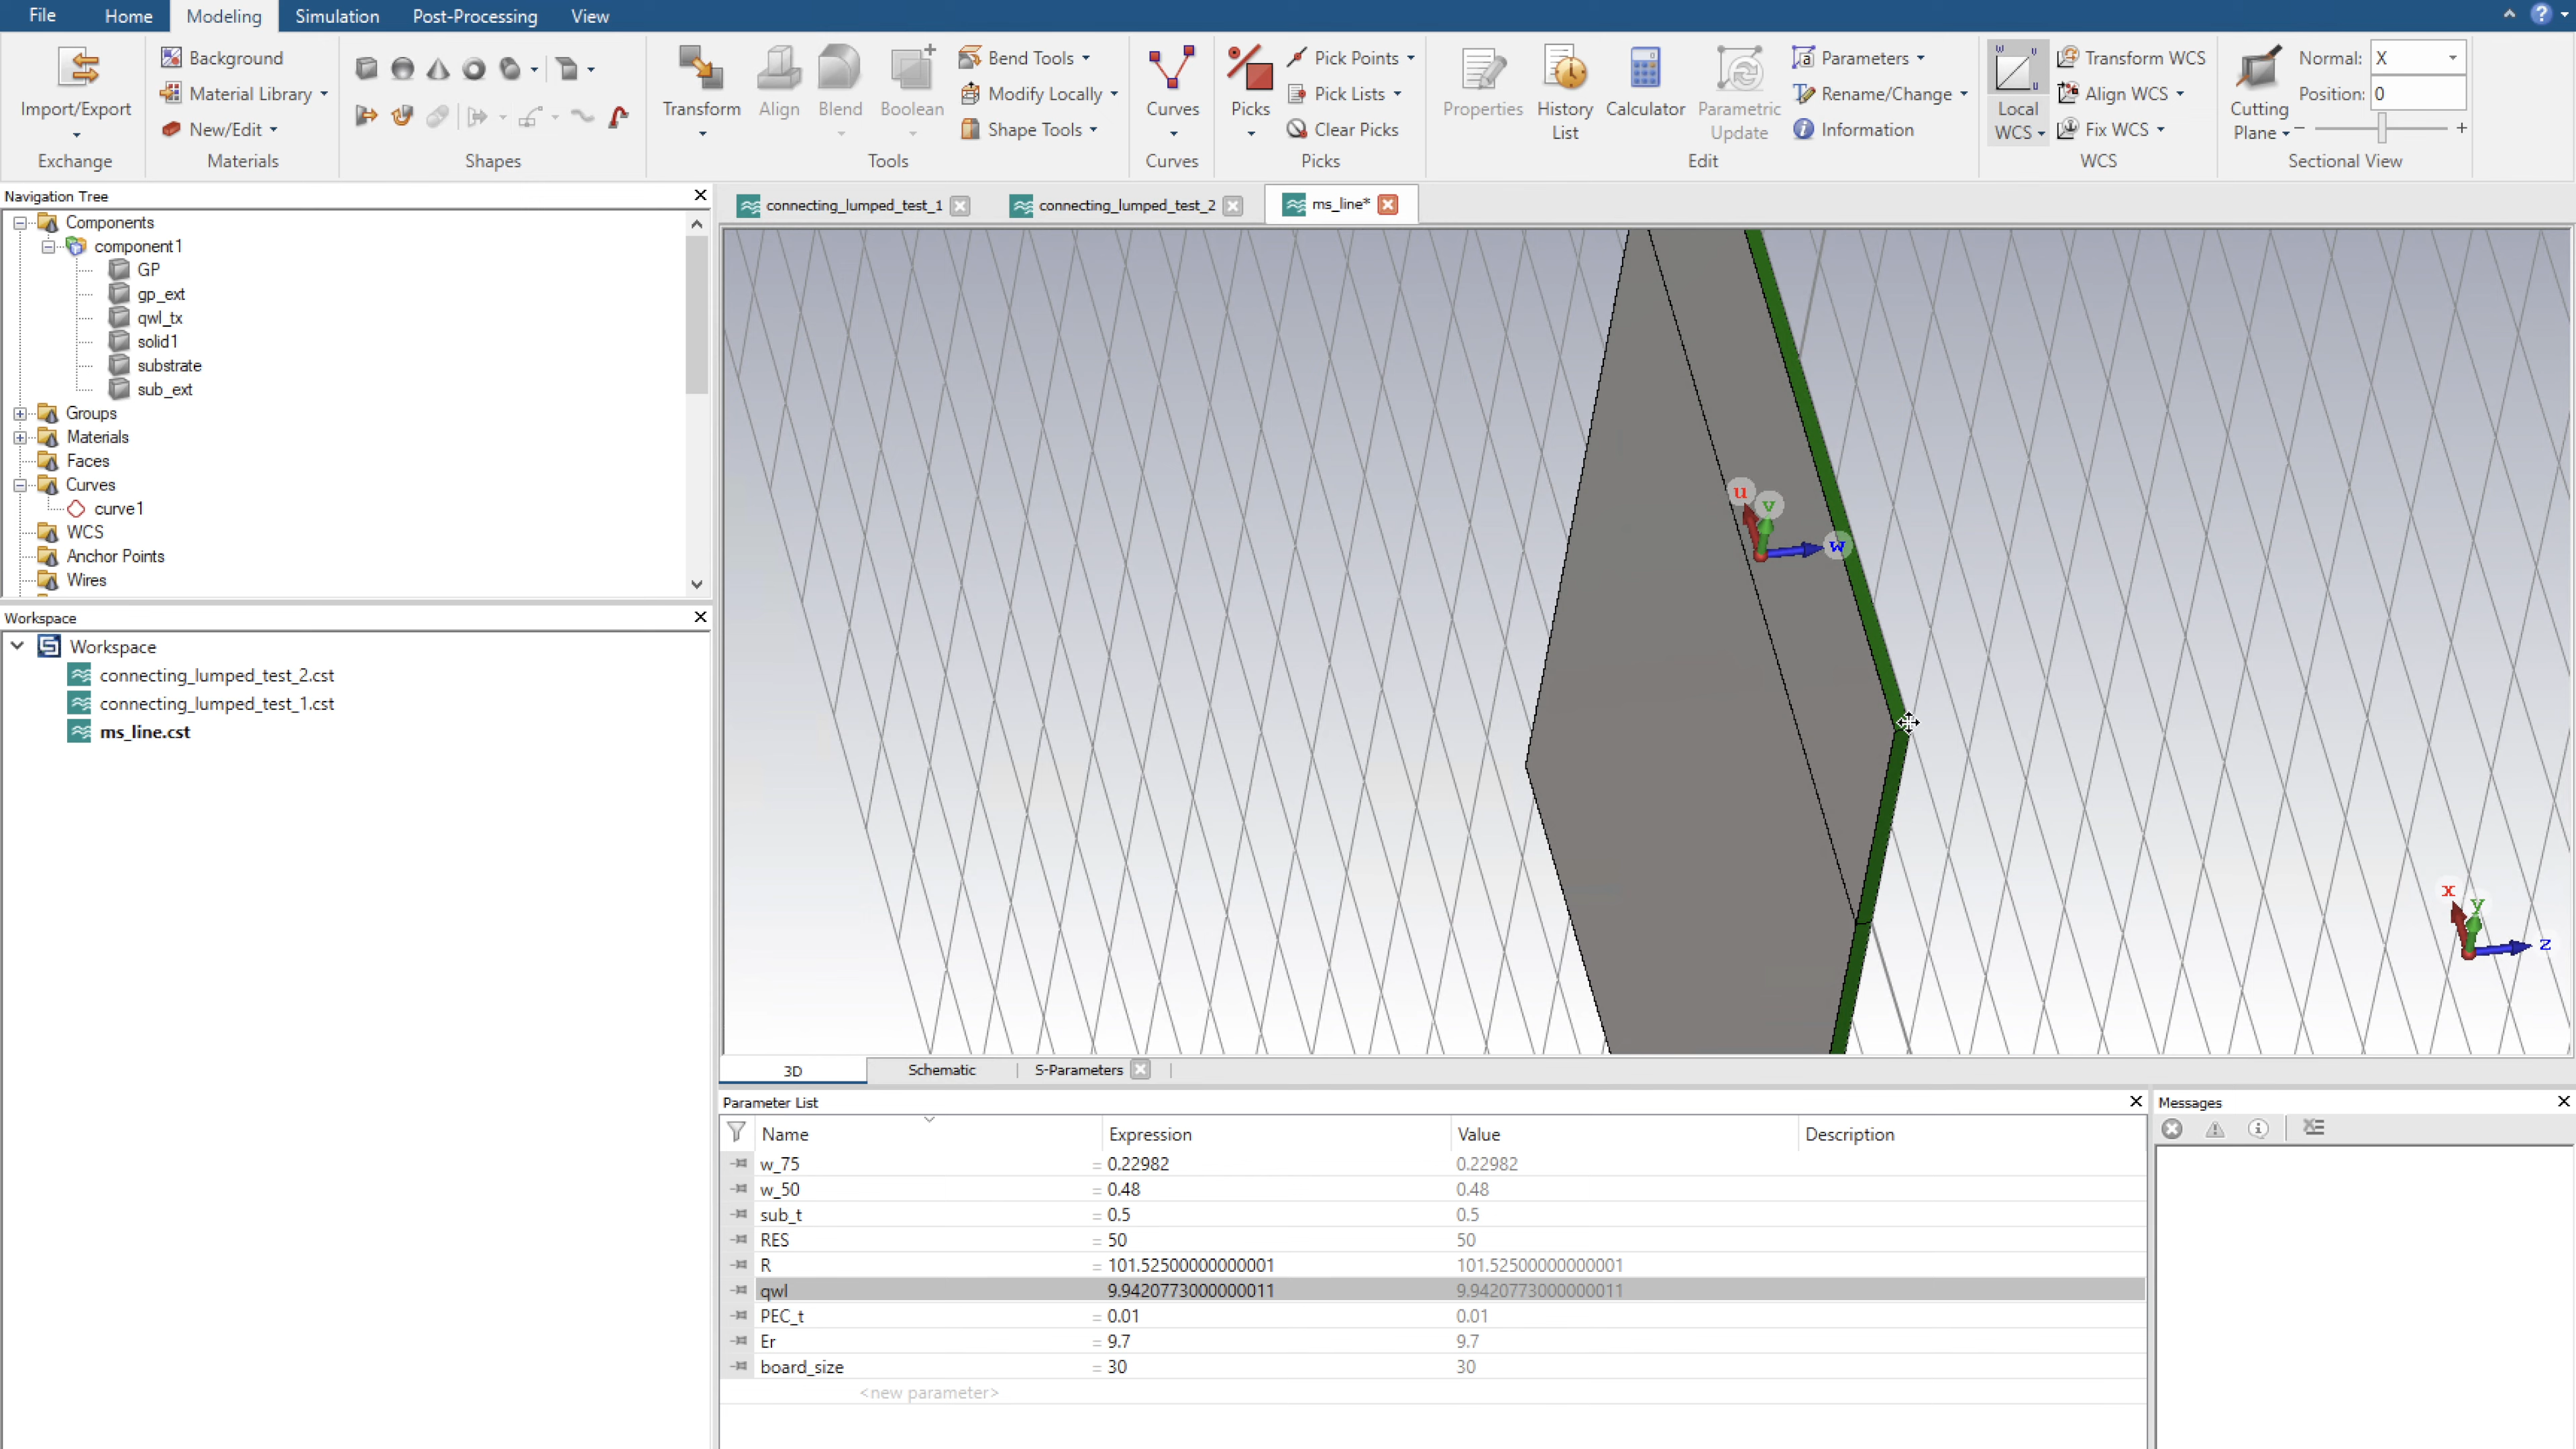 File Home Modeling Simulation Post-Processing View
Import/Export
Exchange
Background
Material Library
New/Edit
Materials
Shapes
Transform Align Blend Boolean
Bend Tools
Modify Locally
Shape Tools
Tools
Curves
Curves
Picks
Pick Points
Pick Lists
Clear Picks
Picks
Properties
History
List
Calculator
Parametric
Update
Parameters
Rename/Change
Information
Edit
Local
WCS
Transform WCS
Align WCS
Fix WCS
WCS
Cutting
Plane
Normal: X
Position: 0
Sectional View
Navigation Tree
Components
component1
GP
gp_ext
qwl_tx
solid1
substrate
sub_ext
Groups
Materials
Faces
Curves
curve1
WCS
Anchor Points
Wires
Workspace
Workspace
connecting_lumped_test_2.cst
connecting_lumped_test_1.cst
ms_line.cst
connecting_lumped_test_1 connecting_lumped_test_2 ms_line*
u v w
x y z
3D Schematic S-Parameters
Parameter List
Name Expression Value Description
w_75 = 0.22982 0.22982
w_50 = 0.48 0.48
sub_t = 0.5 0.5
RES = 50 50
R = 101.52500000000001 101.52500000000001
qwl 9.9420773000000011 9.9420773000000011
PEC_t = 0.01 0.01
Er = 9.7 9.7
board_size = 30 30
<new parameter>
Messages